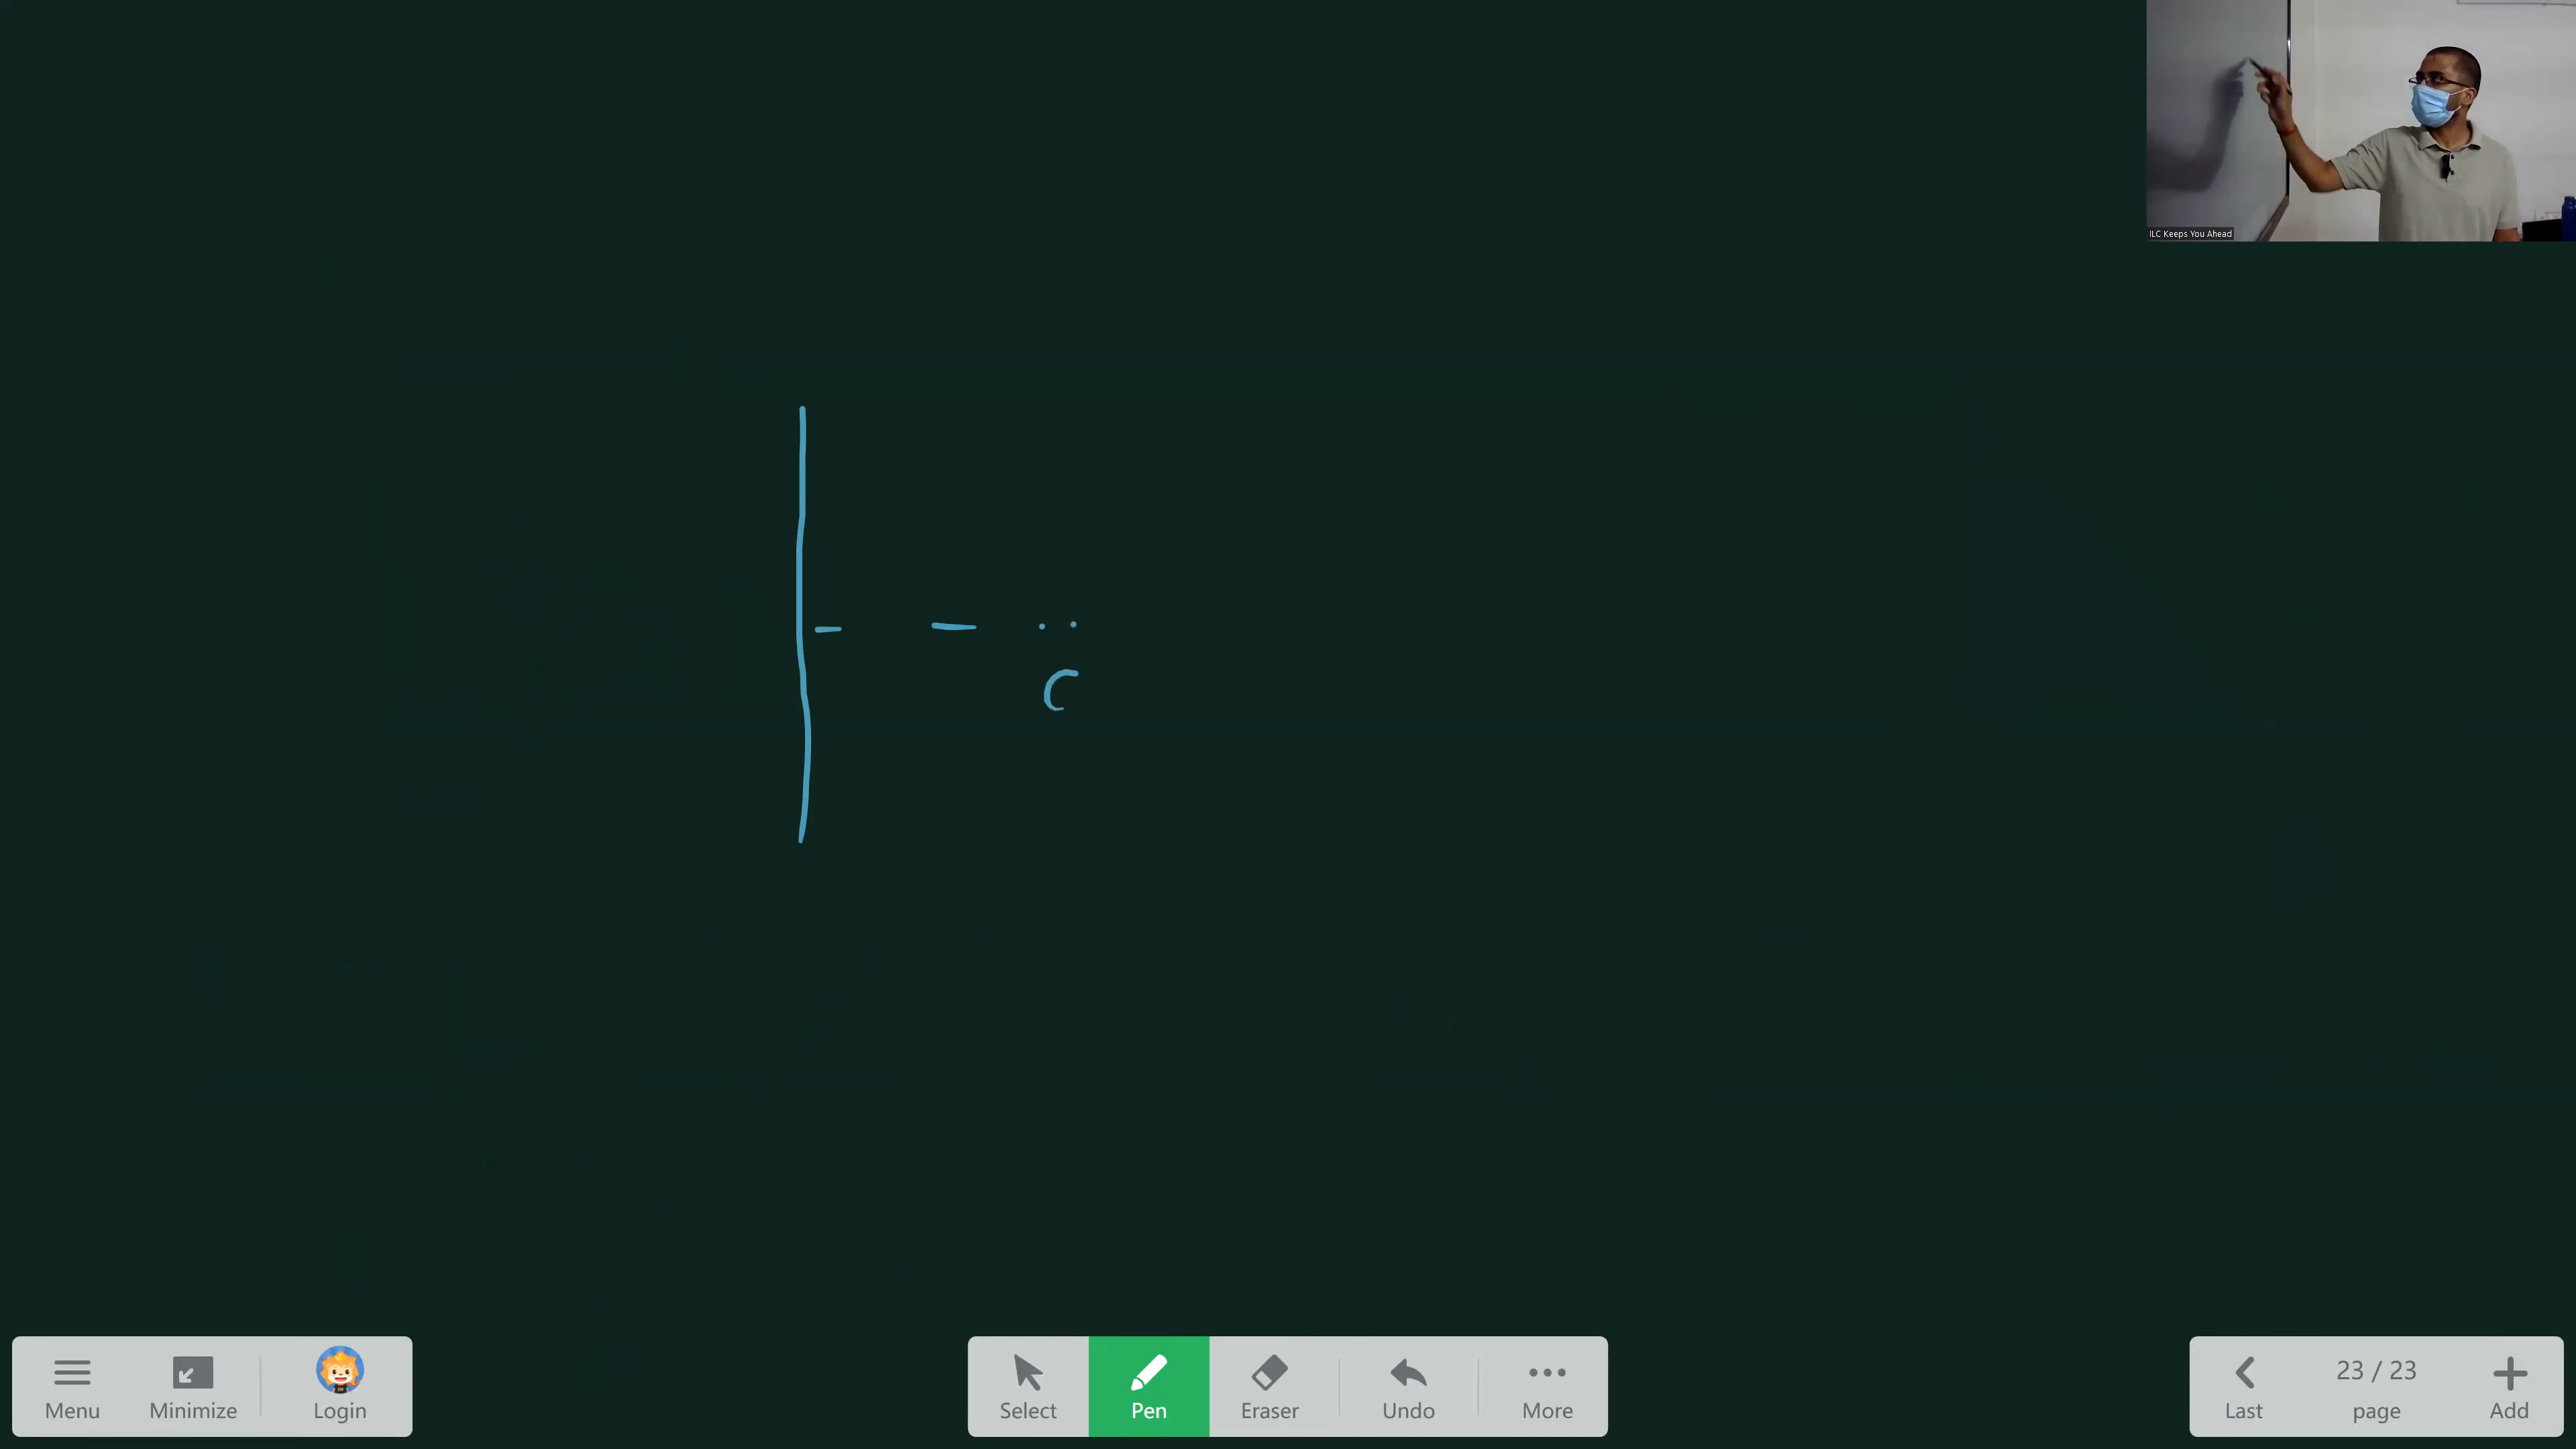 ILC Keeps You Ahead
C
Menu
Minimize
Login
Select
Pen
Eraser
Undo
More
Last
23 / 23
page
Add